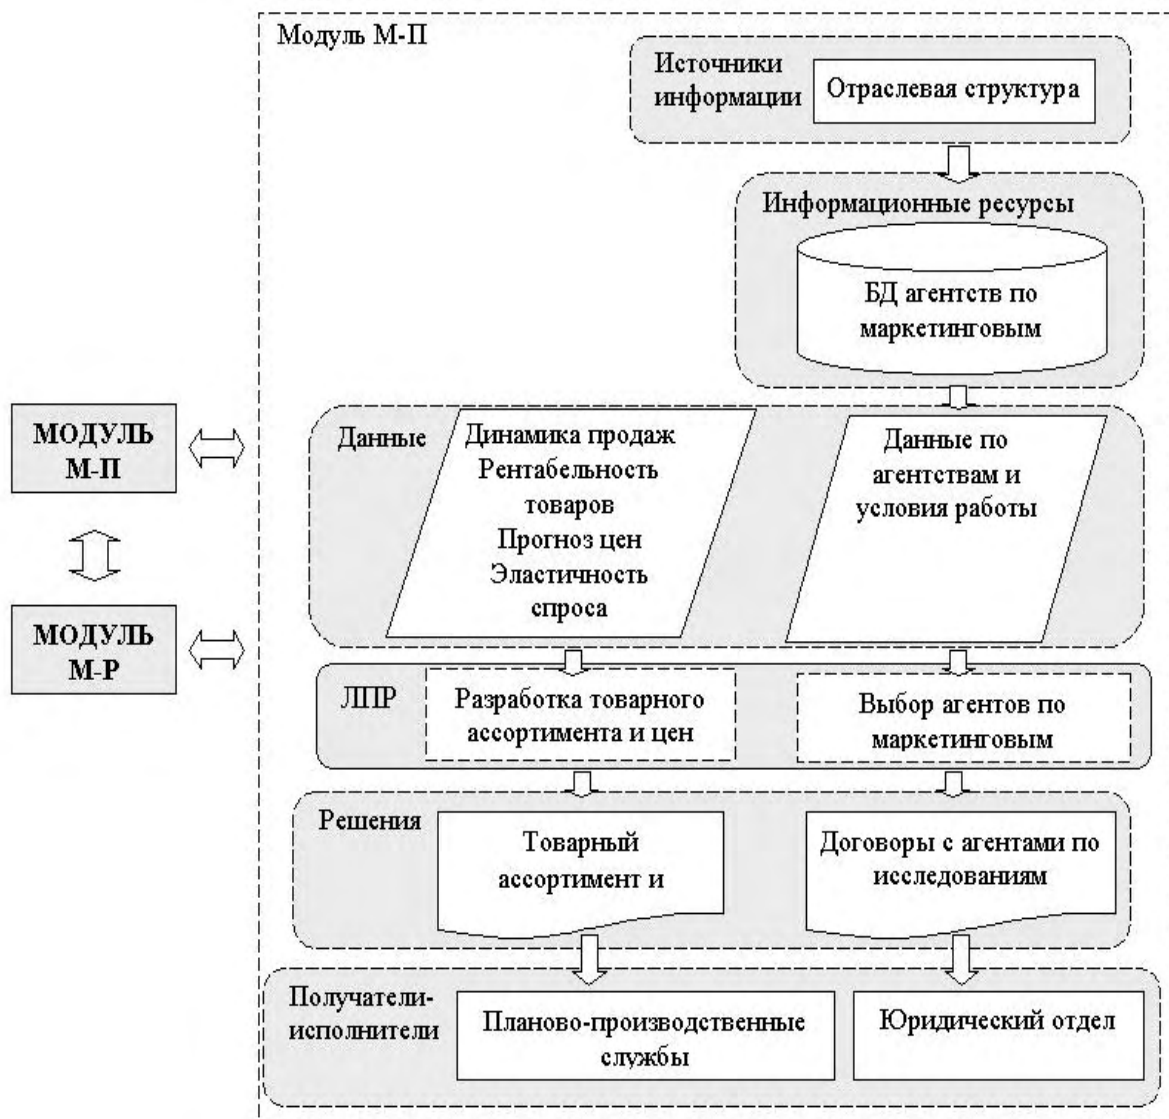 Модуль М-П
Источники
информации
Отраслевая структура
Информационные ресурсы
БД агентств по
маркетинговым
МОДУЛЬ
М-П
МОДУЛЬ
М-Р
Данные
Динамика продаж
Рентабельность
товаров
Прогноз цен
Эластичность
спроса
Данные по
агентствам и
условия работы
ЛПР
Разработка товарного
ассортимента и цен
Выбор агентов по
маркетинговым
Решения
Товарный
ассортимент и
Договоры с агентами по
исследованиям
Получатели-
исполнители
Планово-производственные
службы
Юридический отдел